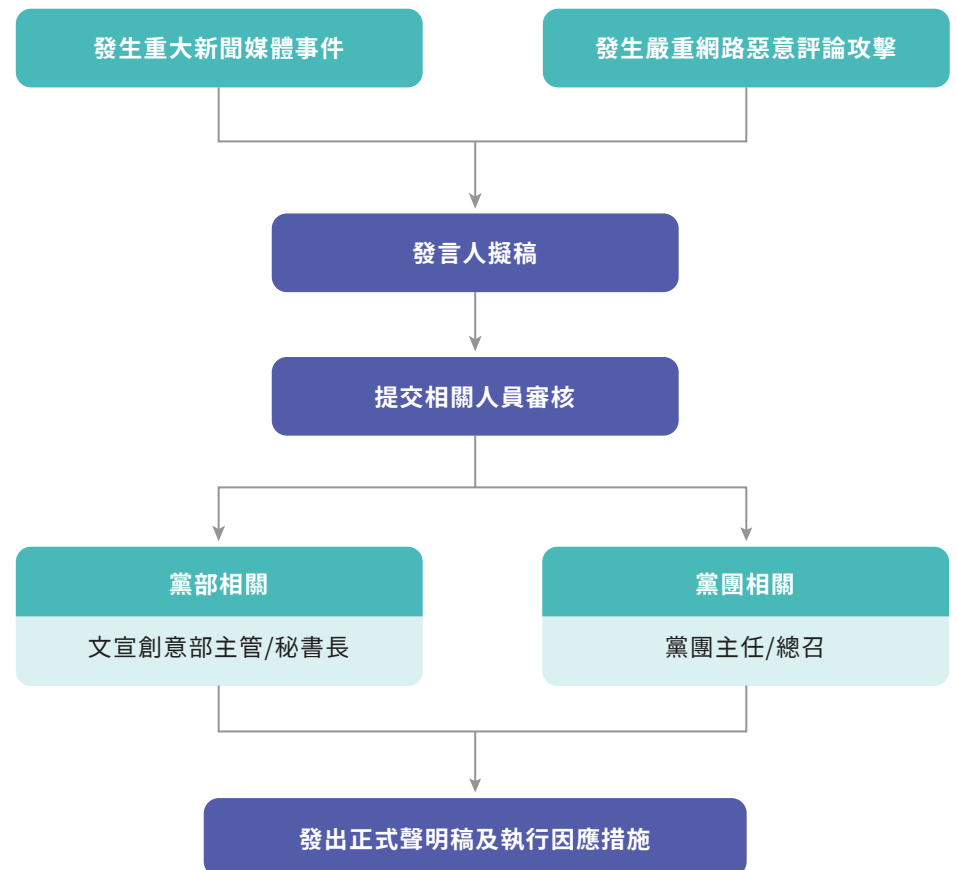 發生重大新聞媒體事件
發生嚴重網路惡意評論攻擊
發言人擬稿
提交相關人員審核
黨部相關
文宣創意部主管/秘書長
黨團相關
黨團主任/總召
發出正式聲明稿及執行因應措施